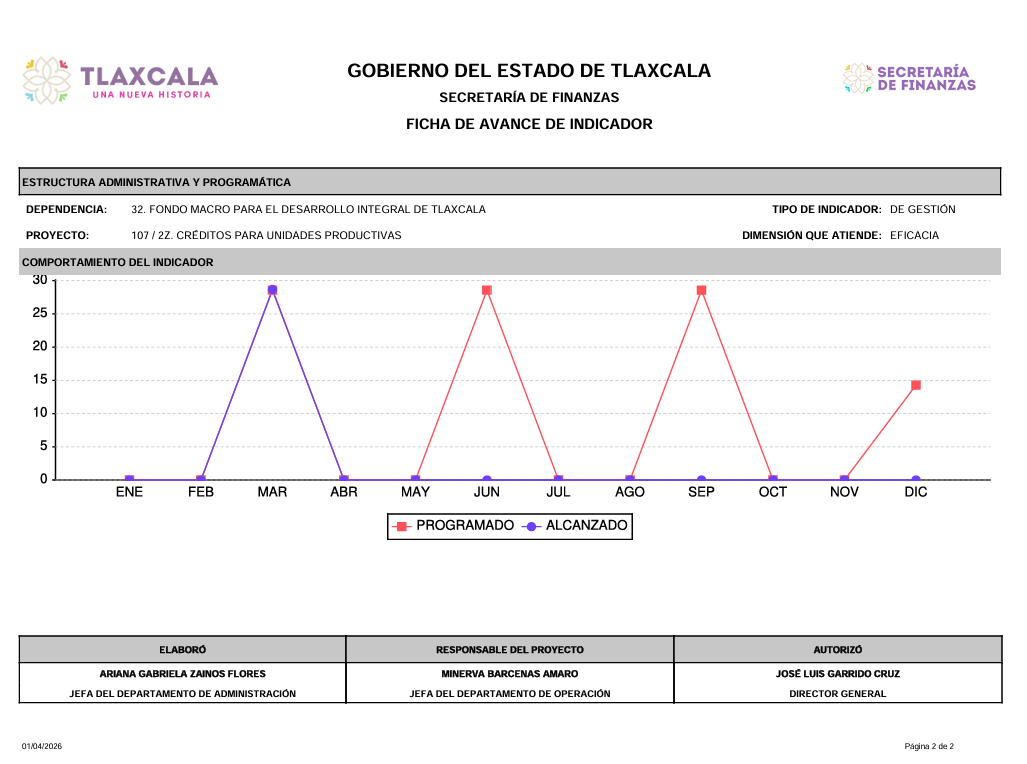 TLAXCALA
UNA NUEVA HISTORIA
GOBIERNO DEL ESTADO DE TLAXCALA
SECRETARÍA DE FINANZAS
FICHA DE AVANCE DE INDICADOR
SECRETARÍA
DE FINANZAS
ESTRUCTURA ADMINISTRATIVA Y PROGRAMÁTICA
DEPENDENCIA: 32. FONDO MACRO PARA EL DESARROLLO INTEGRAL DE TLAXCALA TIPO DE INDICADOR: DE GESTIÓN
PROYECTO: 107 / 2Z. CRÉDITOS PARA UNIDADES PRODUCTIVAS DIMENSIÓN QUE ATIENDE: EFICACIA
COMPORTAMIENTO DEL INDICADOR
30
25
20
15
10
5
0
ENE FEB MAR ABR MAY JUN JUL AGO SEP OCT NOV DIC
PROGRAMADO ALCANZADO
ELABORÓ RESPONSABLE DEL PROYECTO AUTORIZÓ
ARIANA GABRIELA ZAINOS FLORES MINERVA BARCENAS AMARO JOSÉ LUIS GARRIDO CRUZ
JEFA DEL DEPARTAMENTO DE ADMINISTRACIÓN JEFA DEL DEPARTAMENTO DE OPERACIÓN DIRECTOR GENERAL
01/04/2026 Página 2 de 2